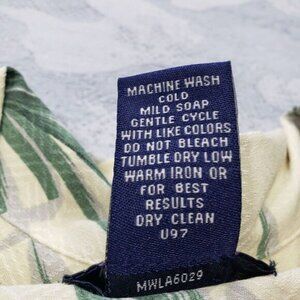 MACHINE WASH
COLD
MILD SOAP
GENTLE CYCLE
WITH LIKE COLORS
DO NOT BLEACH
TUMBLE DRY LOW
WARM IRON OR
FOR BEST
RESULTS
DRY CLEAN
U97
MWLA6029